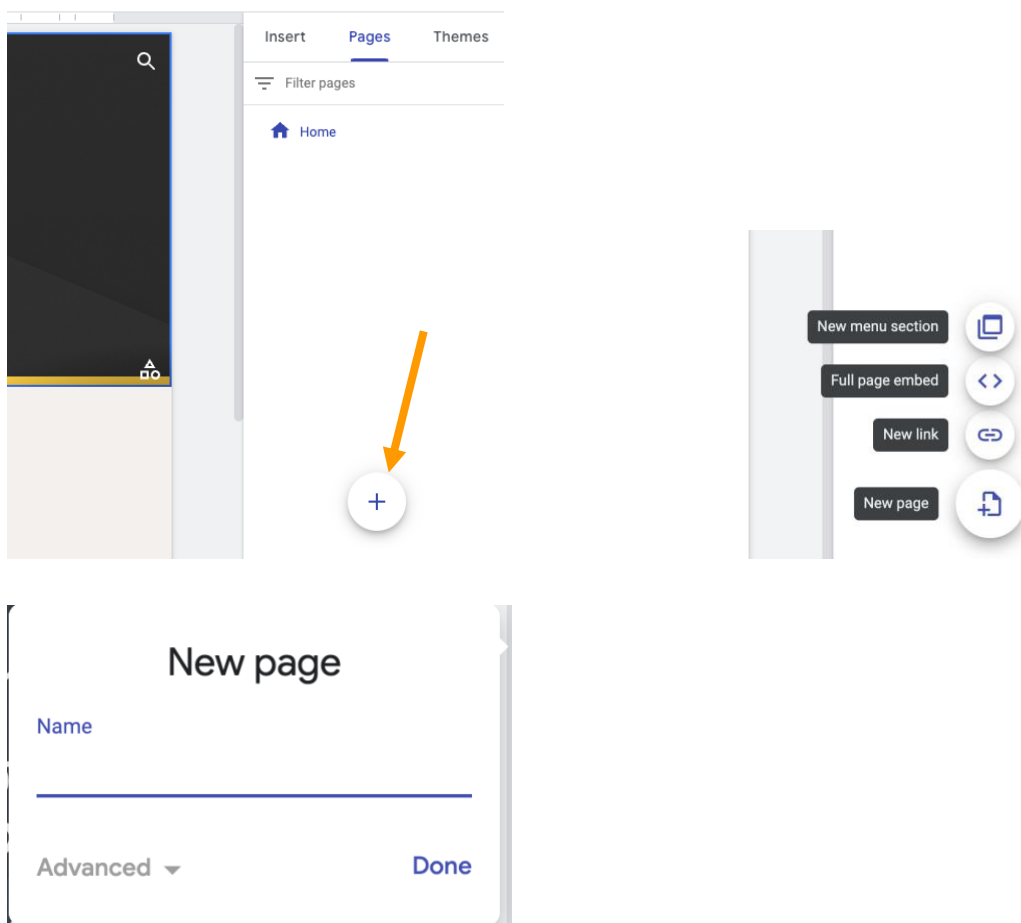 Insert Pages Themes
Filter pages
Home
New menu section
Full page embed
New link
New page
New page
Name
Advanced
Done